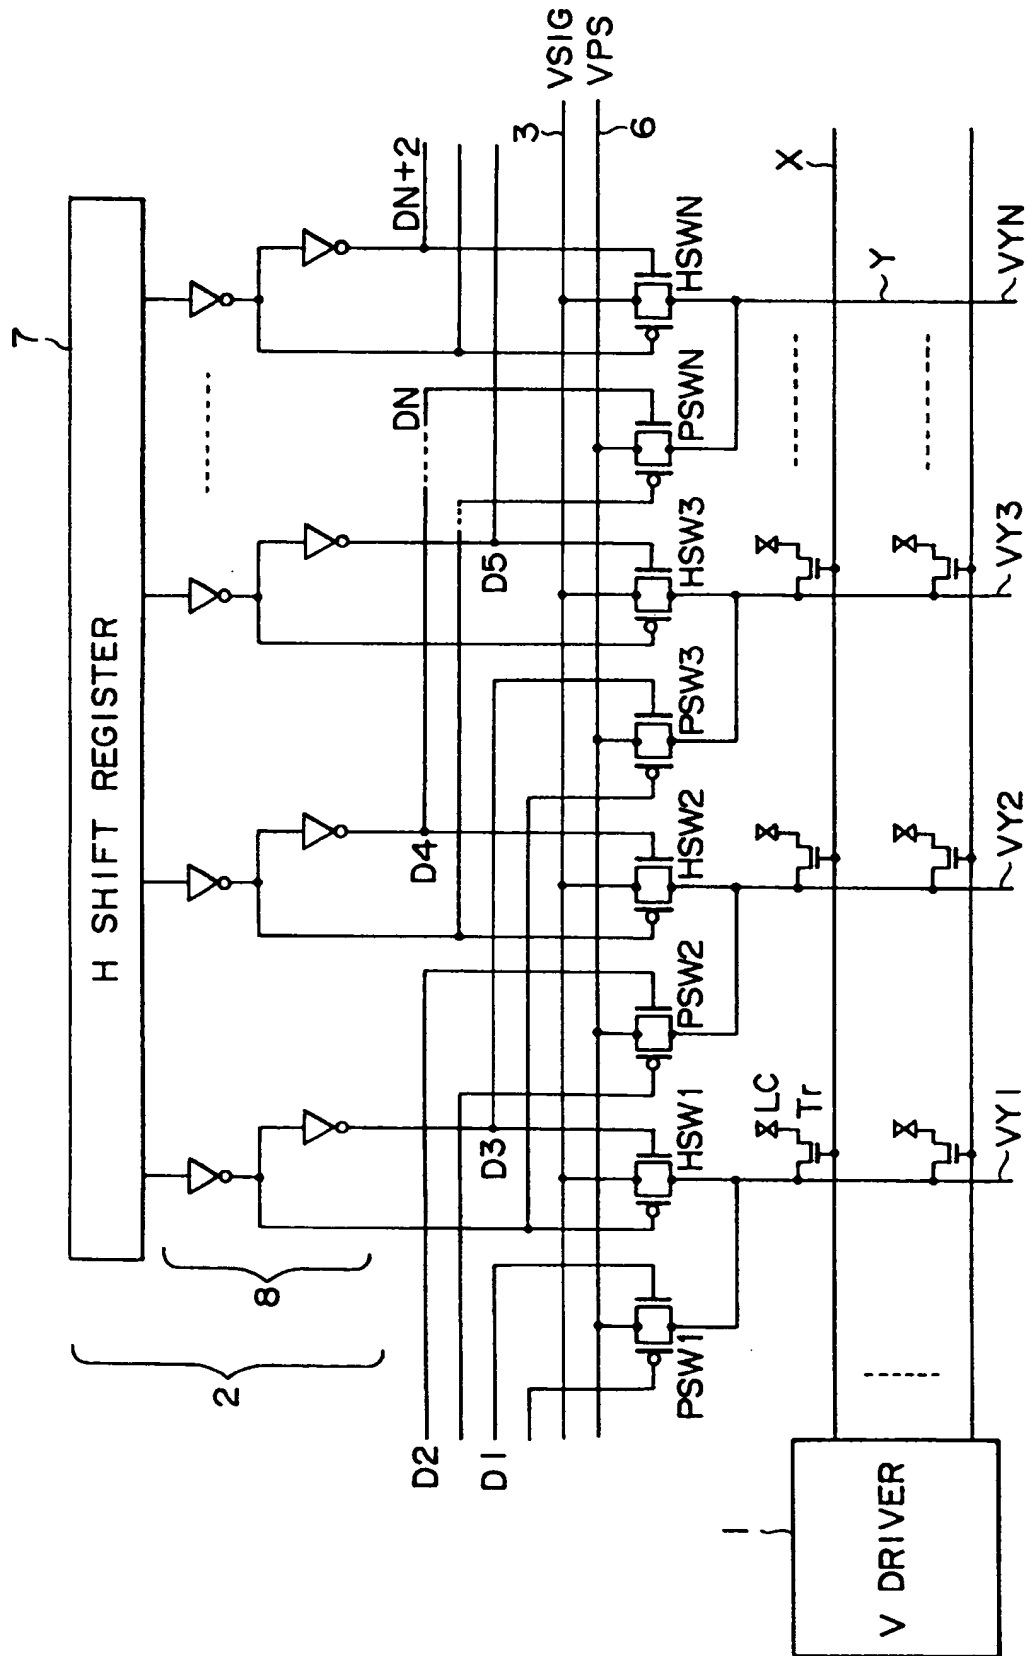 7
H SHIFT REGISTER
8
2
DN+2
DN
D5
D4
D3
D2
D1
3
VSIG
VPS
6
PSW1
HSW1
PSW2
HSW2
PSW3
HSW3
PSWN
HSWN
LC
Tr
X
Y
1
V DRIVER
VY1
VY2
VY3
VYN